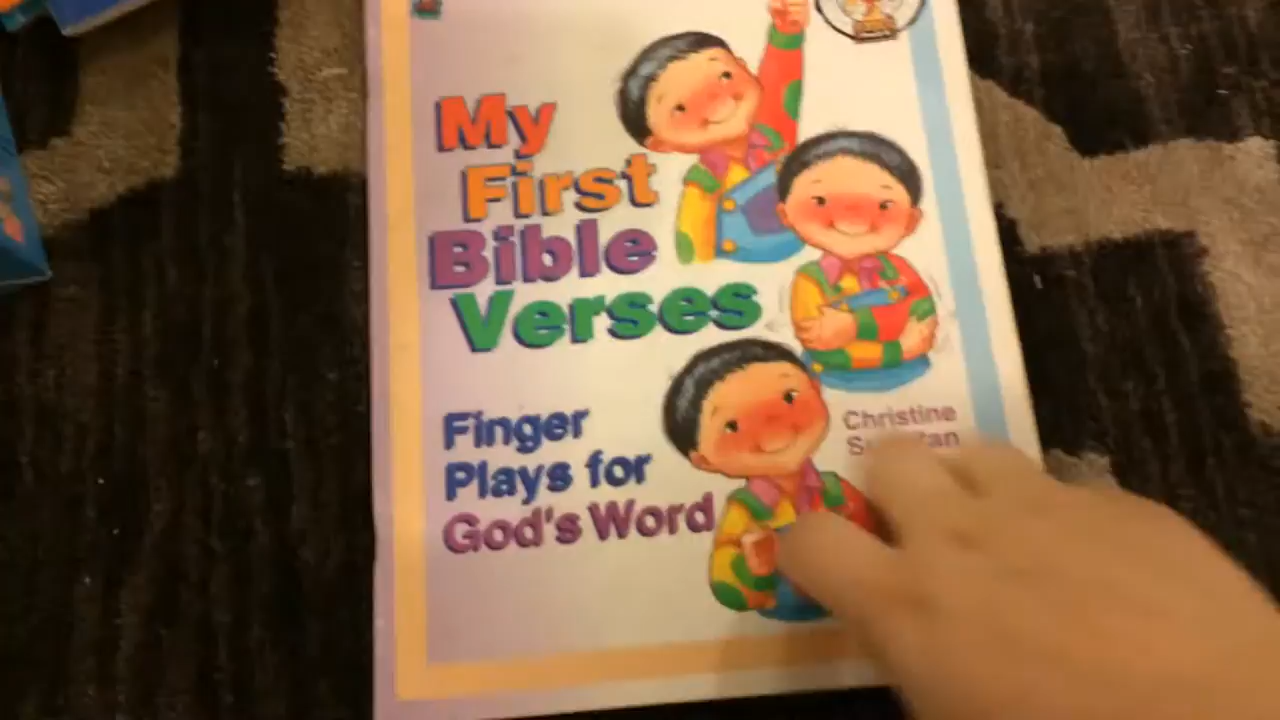 My
First
Bible
Verses
Finger
Plays for
God's Word
Christine